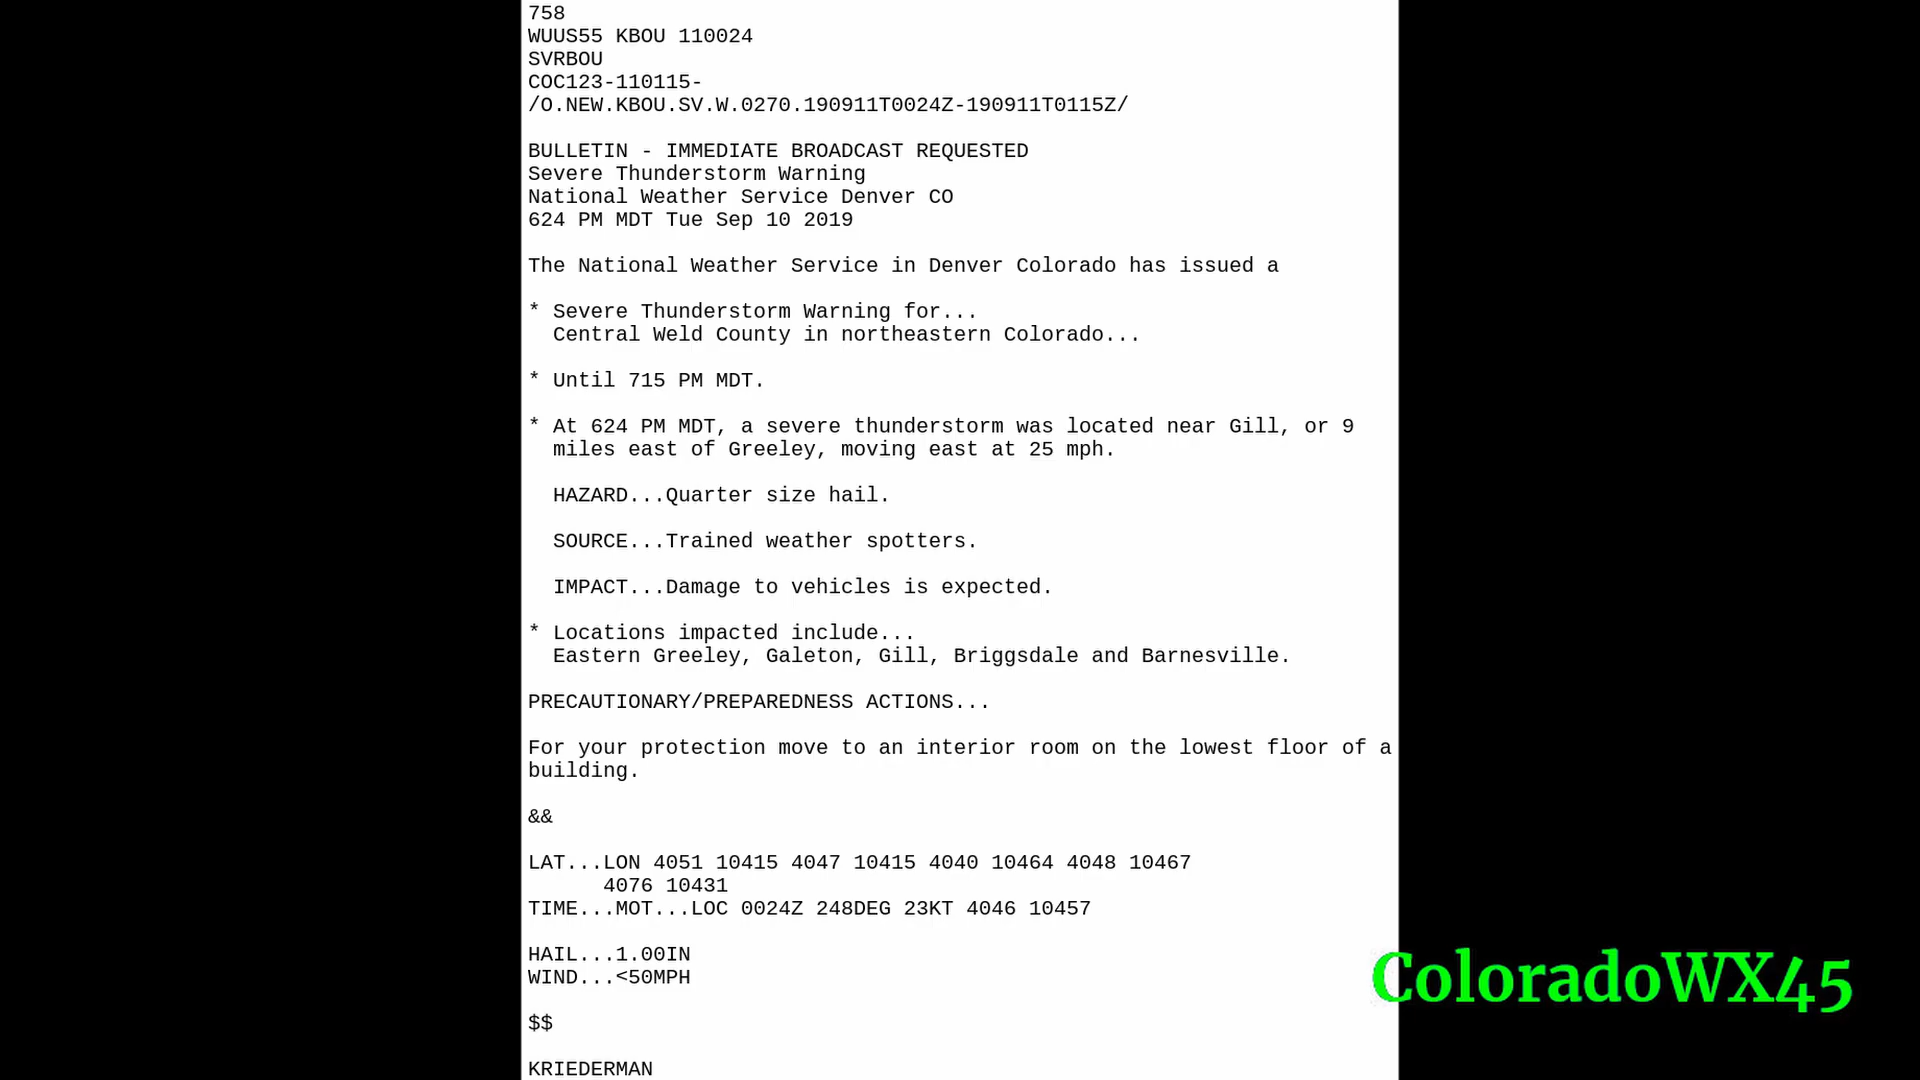 758
WUUS55 KBOU 110024
SVRBOU
COC123-110115-
/O.NEW.KBOU.SV.W.0270.190911T0024Z-190911T0115Z/
BULLETIN - IMMEDIATE BROADCAST REQUESTED
Severe Thunderstorm Warning
National Weather Service Denver CO
624 PM MDT Tue Sep 10 2019
The National Weather Service in Denver Colorado has issued a
* Severe Thunderstorm Warning for...
Central Weld County in northeastern Colorado...
* Until 715 PM MDT.
* At 624 PM MDT, a severe thunderstorm was located near Gill, or 9
miles east of Greeley, moving east at 25 mph.
HAZARD...Quarter size hail.
SOURCE...Trained weather spotters.
IMPACT...Damage to vehicles is expected.
* Locations impacted include...
Eastern Greeley, Galeton, Gill, Briggsdale and Barnesville.
PRECAUTIONARY/PREPAREDNESS ACTIONS...
For your protection move to an interior room on the lowest floor of a
building.
&&
LAT...LON 4051 10415 4047 10415 4040 10464 4048 10467
4076 10431
TIME...MOT...LOC 0024Z 248DEG 23KT 4046 10457
HAIL...1.00IN
WIND...<50MPH
$$
KRIEDERMAN
ColoradoWX45